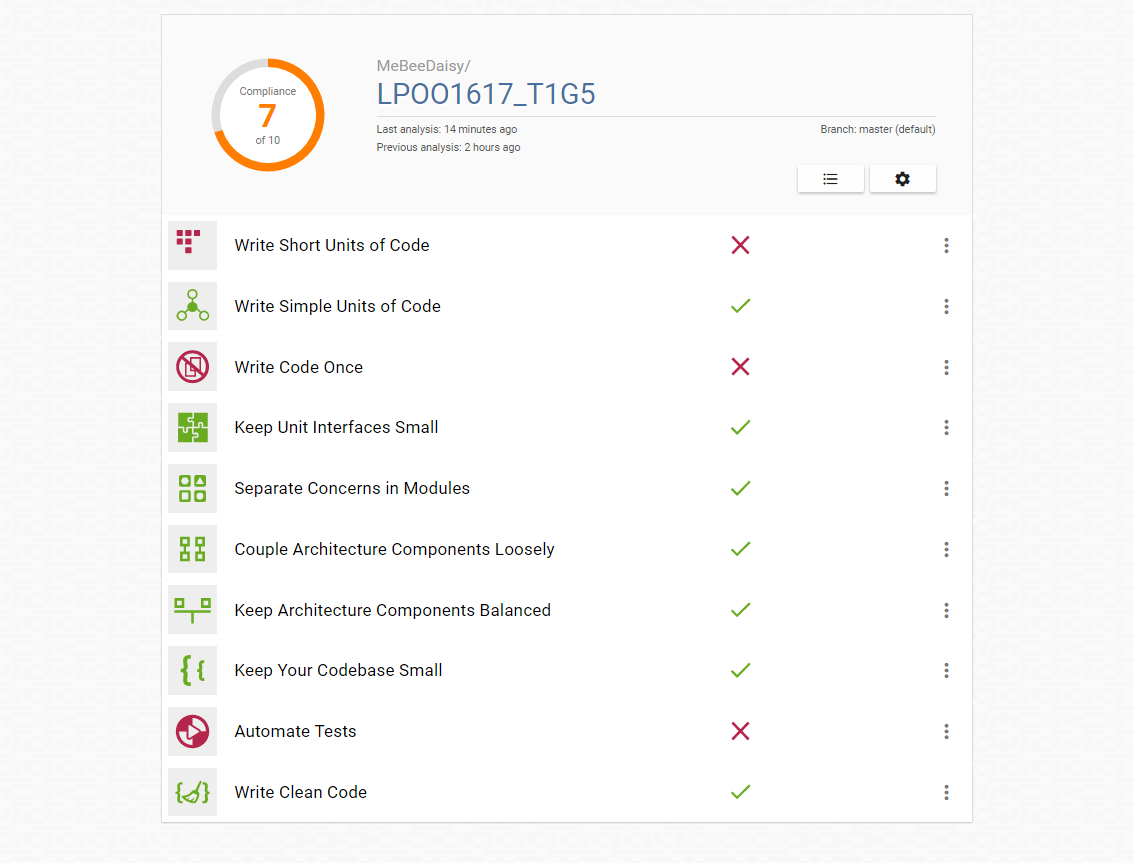 Compliance
7
of 10
MeBeeDaisy/
LPOO1617_T1G5
Last analysis: 14 minutes ago
Branch: master (default)
Previous analysis: 2 hours ago
Write Short Units of Code
Write Simple Units of Code
Write Code Once
Keep Unit Interfaces Small
Separate Concerns in Modules
Couple Architecture Components Loosely
Keep Architecture Components Balanced
Keep Your Codebase Small
Automate Tests
Write Clean Code